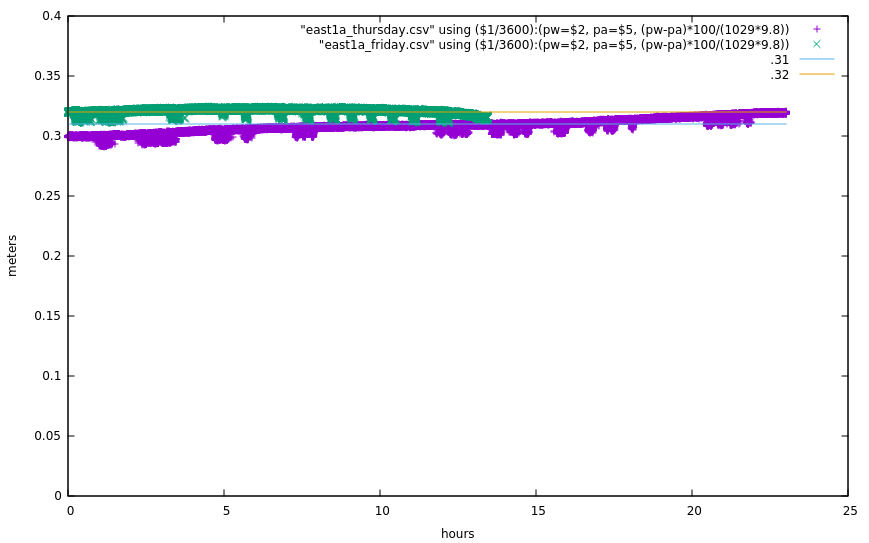 0.4
"east1a_thursday.csv" using ($1/3600):(pw=$2, pa=$5, (pw-pa)*100/(1029*9.8))
"east1a_friday.csv" using ($1/3600):(pw=$2, pa=$5, (pw-pa)*100/(1029*9.8))
.31
.32
0.35
0.3
0.25
0.2
0.15
0.1
0.05
0
meters
0 5 10 15 20 25
hours